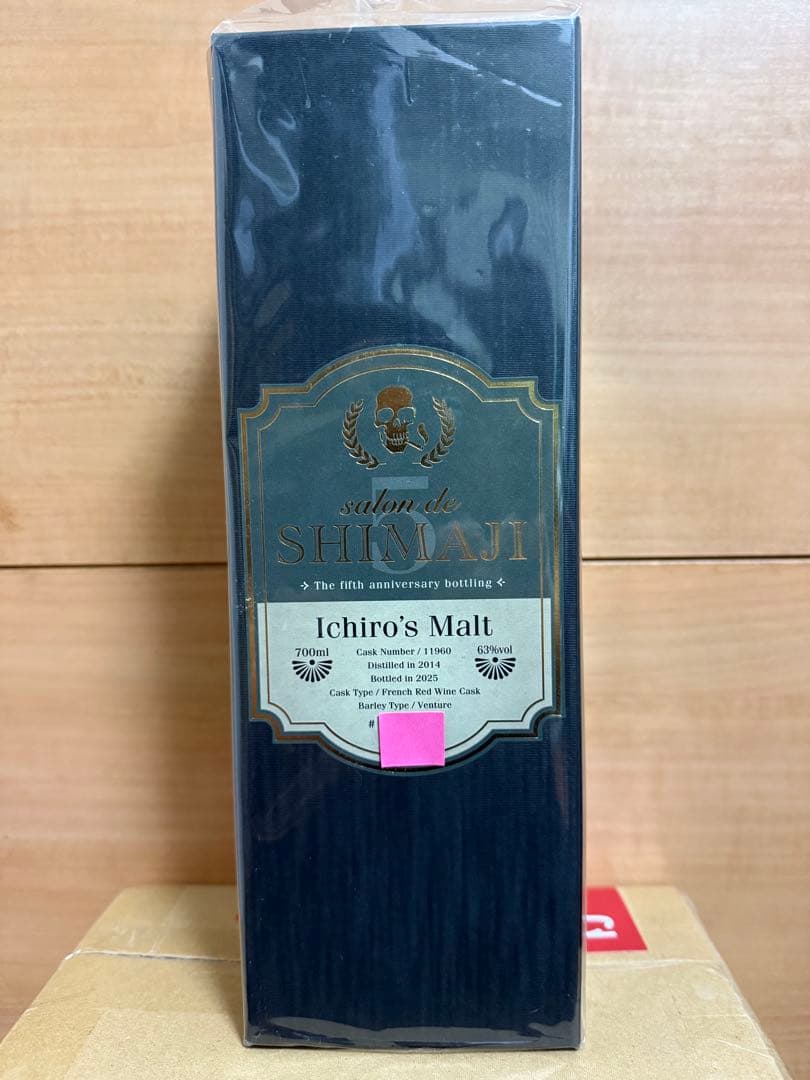 5
salon de
SHIMAJI
The fifth anniversary bottling
Ichiro's Malt
700ml
Cask Number / 11960
63%vol
Distilled in 2014
Bottled in 2025
Cask Type / French Red Wine Cask
Barley Type / Venture
#